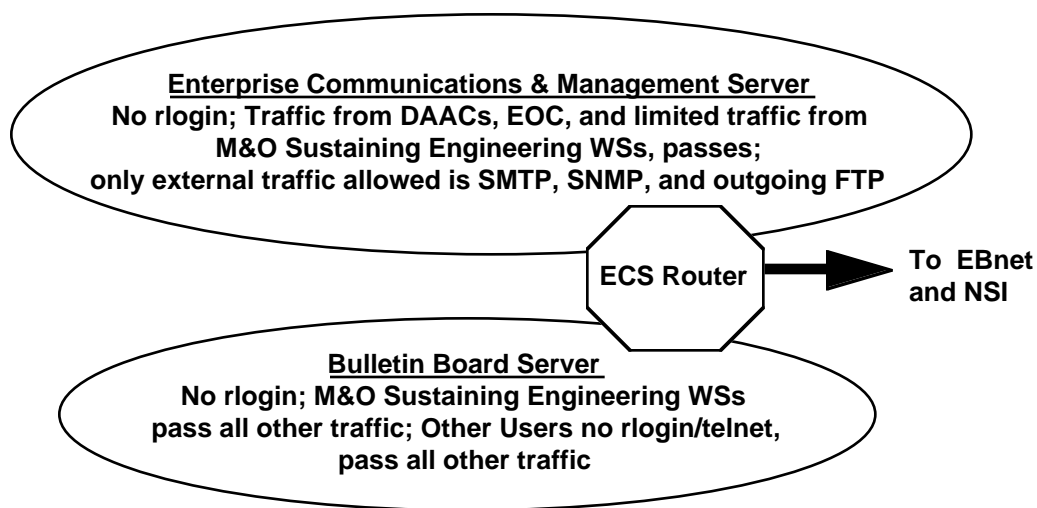 Enterprise Communications & Management Server
No rlogin; Traffic from DAACs, EOC, and limited traffic from
M&O Sustaining Engineering WSs, passes;
only external traffic allowed is SMTP, SNMP, and outgoing FTP
ECS Router
To EBnet
and NSI
Bulletin Board Server
No rlogin; M&O Sustaining Engineering WSs
pass all other traffic; Other Users no rlogin/telnet,
pass all other traffic